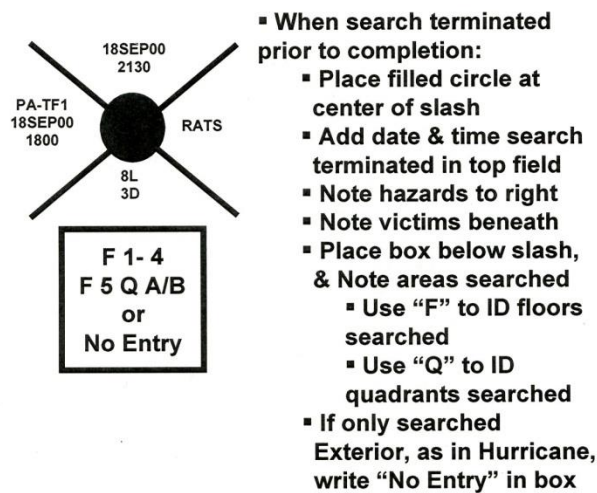 18SEP00
2130
PA-TF1
18SEP00
1800
RATS
8L
3D
F 1- 4
F 5 Q A/B
or
No Entry
▪ When search terminated
prior to completion:
▪ Place filled circle at
center of slash
▪ Add date & time search
terminated in top field
▪ Note hazards to right
▪ Note victims beneath
▪ Place box below slash,
& Note areas searched
▪ Use “F” to ID floors
searched
▪ Use “Q” to ID
quadrants searched
▪ If only searched
Exterior, as in Hurricane,
write “No Entry” in box